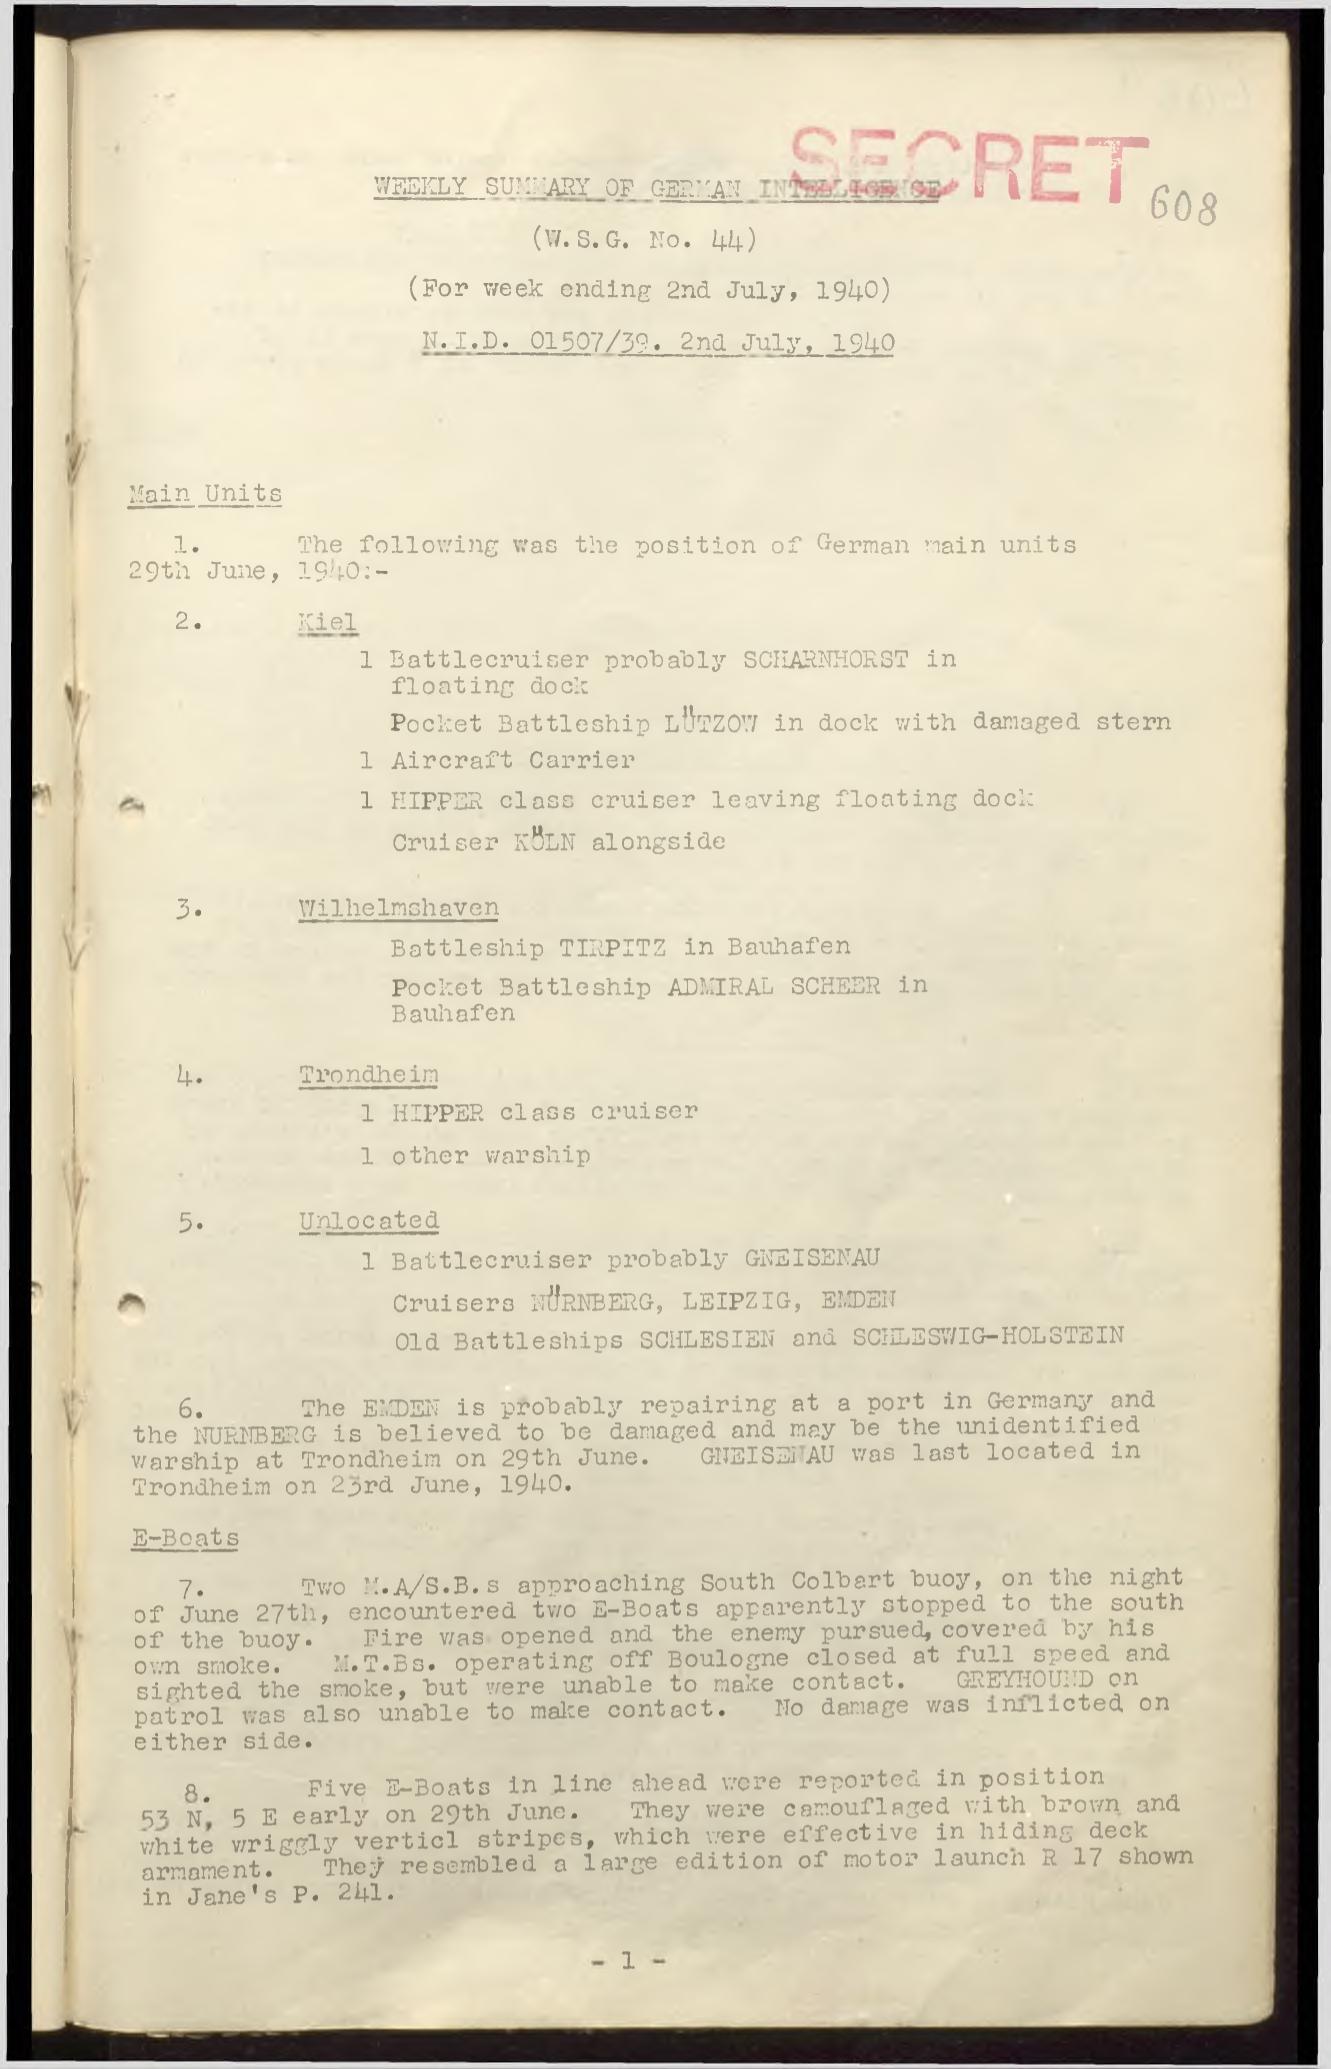 SECRET
WEEKLY SUMMARY OF GERMAN INTELLIGENCE
608
(W.S.G. No. 44)
(For week ending 2nd July, 1940)
N.I.D. 01507/39. 2nd July, 1940
Main Units
1. The following was the position of German main units
29th June, 1940:-
2. Kiel
1 Battlecruiser probably SCHARNHORST in
floating dock
Pocket Battleship LÜTZOW in dock with damaged stern
1 Aircraft Carrier
1 HIPPER class cruiser leaving floating dock
Cruiser KÖLN alongside
3. Wilhelmshaven
Battleship TIRPITZ in Bauhafen
Pocket Battleship ADMIRAL SCHEER in
Bauhafen
4. Trondheim
1 HIPPER class cruiser
1 other warship
5. Unlocated
1 Battlecruiser probably GNEISENAU
Cruisers NÜRNBERG, LEIPZIG, EMDEN
Old Battleships SCHLESIEN and SCHLESWIG-HOLSTEIN
6. The EMDEN is probably repairing at a port in Germany and
the NURNBERG is believed to be damaged and may be the unidentified
warship at Trondheim on 29th June. GNEISENAU was last located in
Trondheim on 23rd June, 1940.
E-Boats
7. Two M.A/S.B.s approaching South Colbart buoy, on the night
of June 27th, encountered two E-Boats apparently stopped to the south
of the buoy. Fire was opened and the enemy pursued, covered by his
own smoke. M.T.Bs. operating off Boulogne closed at full speed and
sighted the smoke, but were unable to make contact. GREYHOUND on
patrol was also unable to make contact. No damage was inflicted on
either side.
8. Five E-Boats in line ahead were reported in position
53 N, 5 E early on 29th June. They were camouflaged with brown and
white wriggly verticl stripes, which were effective in hiding deck
armament. They resembled a large edition of motor launch R 17 shown
in Jane's P. 241.
- 1 -